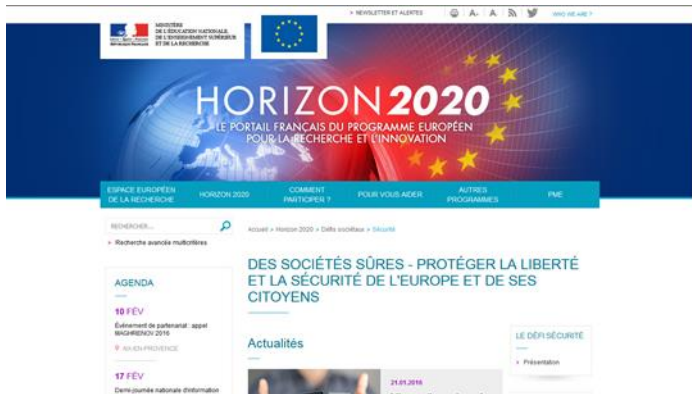 NEWSLETTER ET ALERTES
WHO WE ARE ?
MINISTÈRE
DE L'ÉDUCATION NATIONALE,
DE L'ENSEIGNEMENT SUPÉRIEUR
ET DE LA RECHERCHE
HORIZON 2020
LE PORTAIL FRANÇAIS DU PROGRAMME EUROPÉEN
POUR LA RECHERCHE ET L'INNOVATION
ESPACE EUROPÉEN
DE LA RECHERCHE
HORIZON 2020
COMMENT
PARTICIPER ?
POUR VOUS AIDER
AUTRES
PROGRAMMES
PME
RECHERCHER...
Recherche avancée multicritères
Accueil > Horizon 2020 > Défis sociétaux > Sécurité
DES SOCIÉTÉS SÛRES - PROTÉGER LA LIBERTÉ
ET LA SÉCURITÉ DE L'EUROPE ET DE SES
CITOYENS
AGENDA
10 FÉV
Événement de partenariat : appel
MAGHRENOV 2016
AIX-EN-PROVENCE
17 FÉV
Demi-journée nationale d'information
Actualités
21.01.2016
LE DÉFI SÉCURITÉ
Présentation